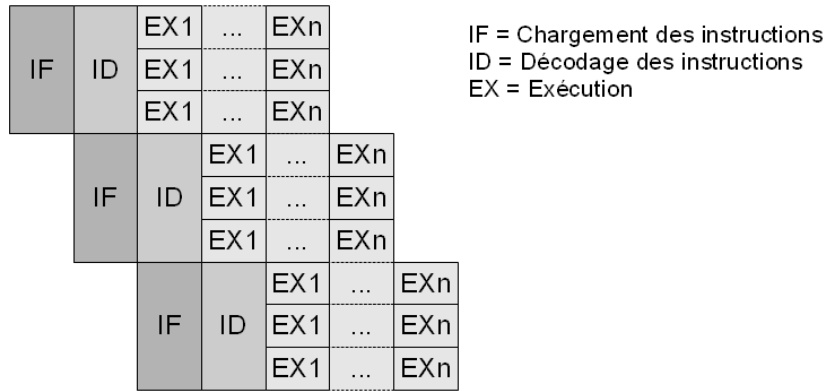 EX1 ... EXn
IF ID EX1 ... EXn
EX1 ... EXn
EX1 ... EXn
IF ID EX1 ... EXn
EX1 ... EXn
EX1 ... EXn
IF ID EX1 ... EXn
EX1 ... EXn
IF = Chargement des instructions
ID = Décodage des instructions
EX = Exécution